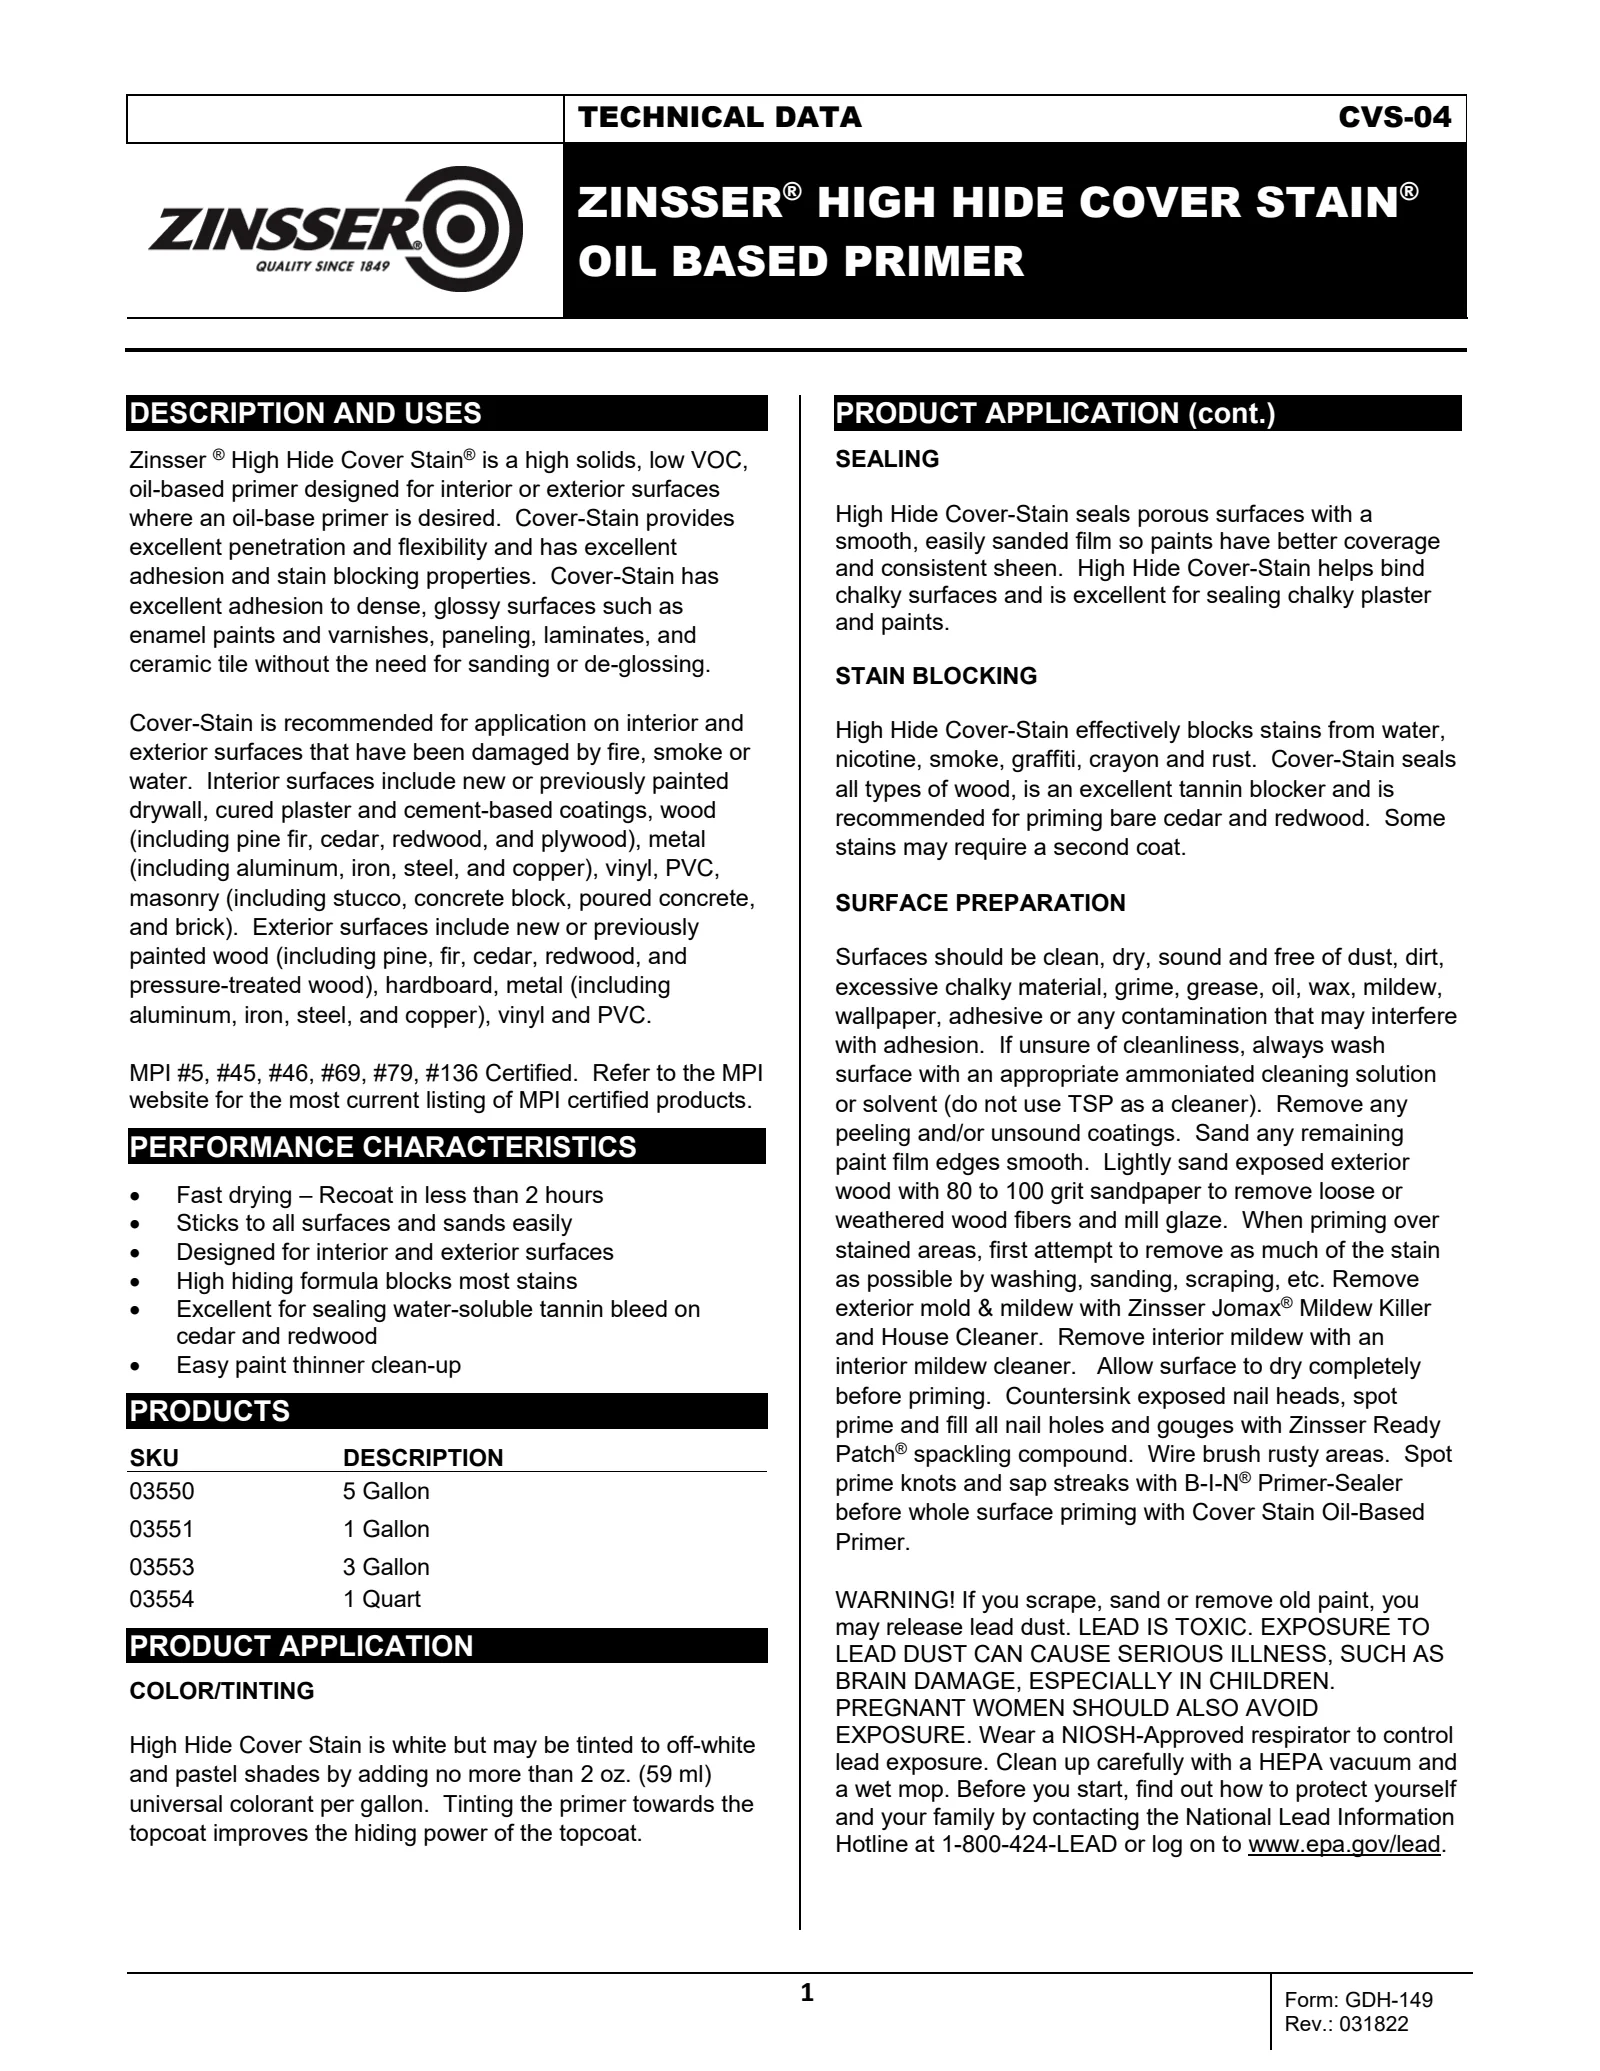 TECHNICAL DATA CVS-04
ZINSSER®
QUALITY SINCE 1849
ZINSSER® HIGH HIDE COVER STAIN®
OIL BASED PRIMER
DESCRIPTION AND USES
Zinsser ® High Hide Cover Stain® is a high solids, low VOC,
oil-based primer designed for interior or exterior surfaces
where an oil-base primer is desired. Cover-Stain provides
excellent penetration and flexibility and has excellent
adhesion and stain blocking properties. Cover-Stain has
excellent adhesion to dense, glossy surfaces such as
enamel paints and varnishes, paneling, laminates, and
ceramic tile without the need for sanding or de-glossing.
Cover-Stain is recommended for application on interior and
exterior surfaces that have been damaged by fire, smoke or
water. Interior surfaces include new or previously painted
drywall, cured plaster and cement-based coatings, wood
(including pine fir, cedar, redwood, and plywood), metal
(including aluminum, iron, steel, and copper), vinyl, PVC,
masonry (including stucco, concrete block, poured concrete,
and brick). Exterior surfaces include new or previously
painted wood (including pine, fir, cedar, redwood, and
pressure-treated wood), hardboard, metal (including
aluminum, iron, steel, and copper), vinyl and PVC.
MPI #5, #45, #46, #69, #79, #136 Certified. Refer to the MPI
website for the most current listing of MPI certified products.
PERFORMANCE CHARACTERISTICS
• Fast drying – Recoat in less than 2 hours
• Sticks to all surfaces and sands easily
• Designed for interior and exterior surfaces
• High hiding formula blocks most stains
• Excellent for sealing water-soluble tannin bleed on
cedar and redwood
• Easy paint thinner clean-up
PRODUCTS
SKU DESCRIPTION
03550 5 Gallon
03551 1 Gallon
03553 3 Gallon
03554 1 Quart
PRODUCT APPLICATION
COLOR/TINTING
High Hide Cover Stain is white but may be tinted to off-white
and pastel shades by adding no more than 2 oz. (59 ml)
universal colorant per gallon. Tinting the primer towards the
topcoat improves the hiding power of the topcoat.
PRODUCT APPLICATION (cont.)
SEALING
High Hide Cover-Stain seals porous surfaces with a
smooth, easily sanded film so paints have better coverage
and consistent sheen. High Hide Cover-Stain helps bind
chalky surfaces and is excellent for sealing chalky plaster
and paints.
STAIN BLOCKING
High Hide Cover-Stain effectively blocks stains from water,
nicotine, smoke, graffiti, crayon and rust. Cover-Stain seals
all types of wood, is an excellent tannin blocker and is
recommended for priming bare cedar and redwood. Some
stains may require a second coat.
SURFACE PREPARATION
Surfaces should be clean, dry, sound and free of dust, dirt,
excessive chalky material, grime, grease, oil, wax, mildew,
wallpaper, adhesive or any contamination that may interfere
with adhesion. If unsure of cleanliness, always wash
surface with an appropriate ammoniated cleaning solution
or solvent (do not use TSP as a cleaner). Remove any
peeling and/or unsound coatings. Sand any remaining
paint film edges smooth. Lightly sand exposed exterior
wood with 80 to 100 grit sandpaper to remove loose or
weathered wood fibers and mill glaze. When priming over
stained areas, first attempt to remove as much of the stain
as possible by washing, sanding, scraping, etc. Remove
exterior mold & mildew with Zinsser Jomax® Mildew Killer
and House Cleaner. Remove interior mildew with an
interior mildew cleaner. Allow surface to dry completely
before priming. Countersink exposed nail heads, spot
prime and fill all nail holes and gouges with Zinsser Ready
Patch® spackling compound. Wire brush rusty areas. Spot
prime knots and sap streaks with B-I-N® Primer-Sealer
before whole surface priming with Cover Stain Oil-Based
Primer.
WARNING! If you scrape, sand or remove old paint, you
may release lead dust. LEAD IS TOXIC. EXPOSURE TO
LEAD DUST CAN CAUSE SERIOUS ILLNESS, SUCH AS
BRAIN DAMAGE, ESPECIALLY IN CHILDREN.
PREGNANT WOMEN SHOULD ALSO AVOID
EXPOSURE. Wear a NIOSH-Approved respirator to control
lead exposure. Clean up carefully with a HEPA vacuum and
a wet mop. Before you start, find out how to protect yourself
and your family by contacting the National Lead Information
Hotline at 1-800-424-LEAD or log on to www.epa.gov/lead.
1
Form: GDH-149
Rev.: 031822